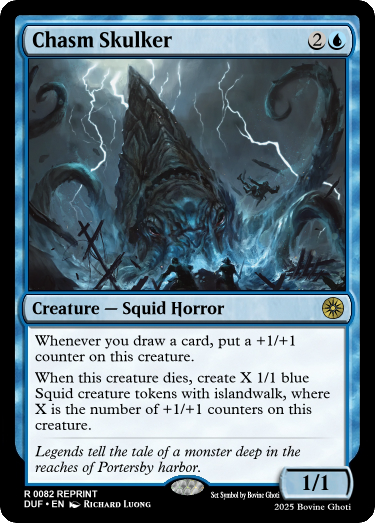 Chasm Skulker 2
Creature — Squid Horror
Whenever you draw a card, put a +1/+1
counter on this creature.
When this creature dies, create X 1/1 blue
Squid creature tokens with islandwalk, where
X is the number of +1/+1 counters on this
creature.
Legends tell the tale of a monster deep in the
reaches of Portersby harbor.
1/1
R 0082 REPRINT
Set Symbol by Bovine Ghoti
DUF • EN Richard Luong
2025 Bovine Ghoti